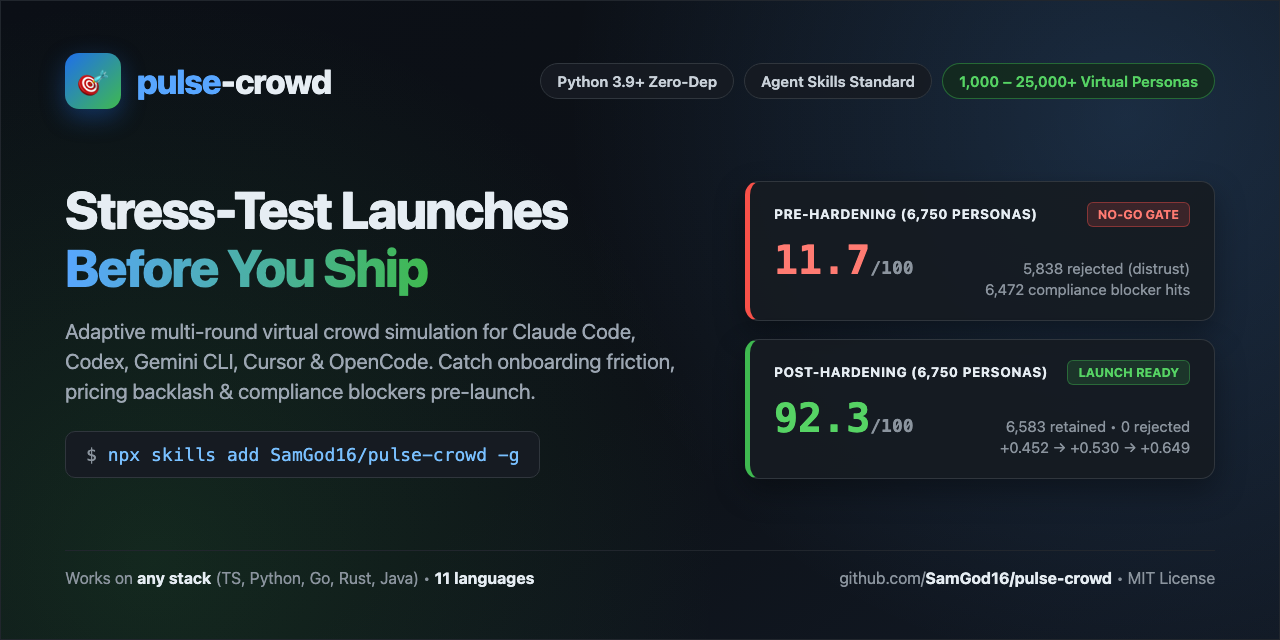 pulse-crowd
Python 3.9+ Zero-Dep
Agent Skills Standard
1,000 – 25,000+ Virtual Personas
Stress-Test Launches
Before You Ship
Adaptive multi-round virtual crowd simulation for Claude Code,
Codex, Gemini CLI, Cursor & OpenCode. Catch onboarding friction,
pricing backlash & compliance blockers pre-launch.
$ npx skills add SamGod16/pulse-crowd -g
PRE-HARDENING (6,750 PERSONAS)
NO-GO GATE
11.7/100
5,838 rejected (distrust)
6,472 compliance blocker hits
POST-HARDENING (6,750 PERSONAS)
LAUNCH READY
92.3/100
6,583 retained • 0 rejected
+0.452 → +0.530 → +0.649
Works on any stack (TS, Python, Go, Rust, Java) • 11 languages
github.com/SamGod16/pulse-crowd • MIT License